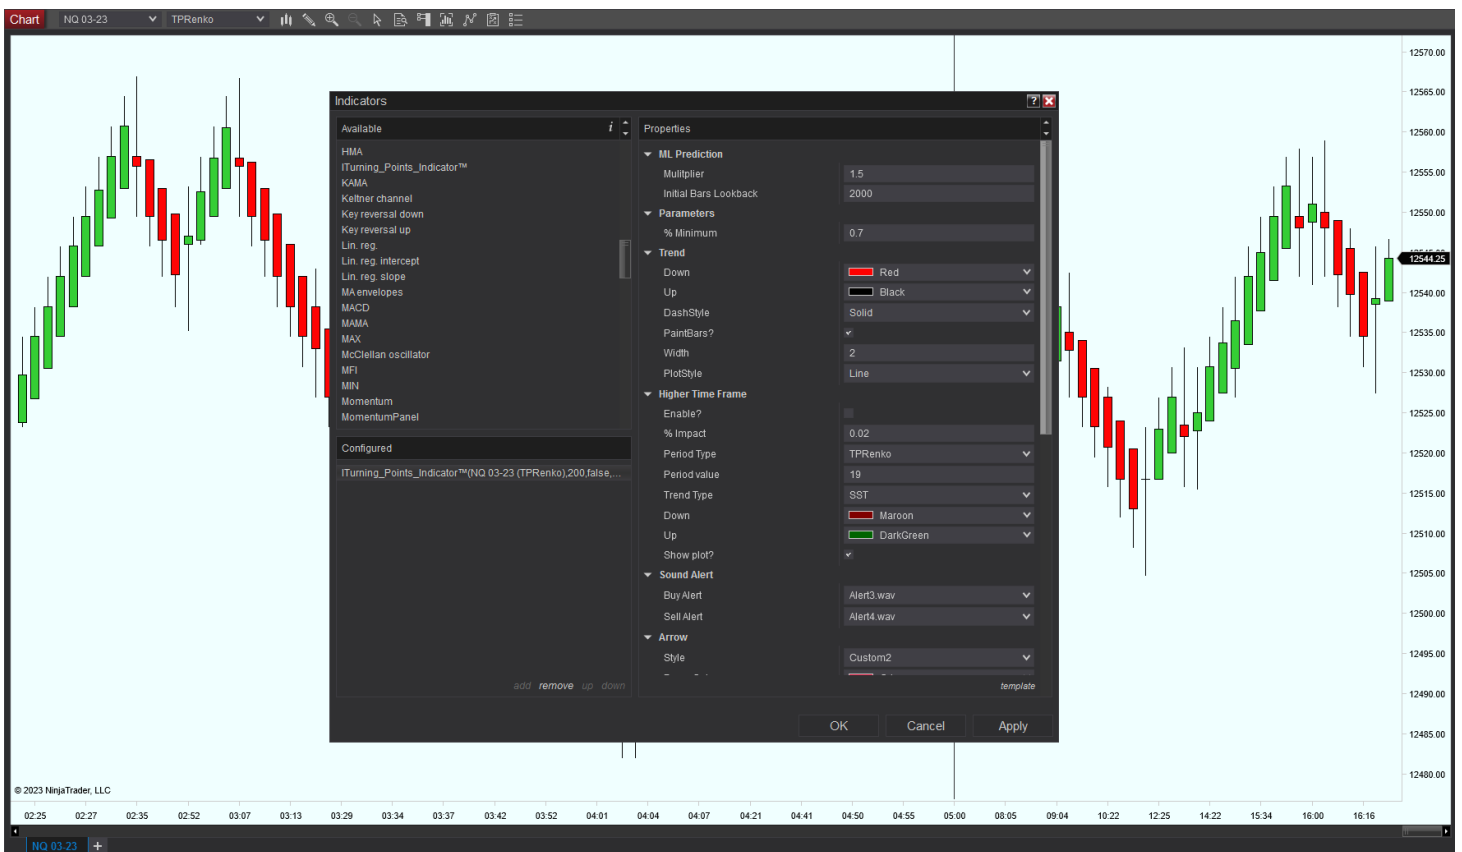 Chart NQ 03-23 TPRenko
Indicators
Available
HMA
ITurning_Points_Indicator™
KAMA
Keltner channel
Key reversal down
Key reversal up
Lin. reg.
Lin. reg. intercept
Lin. reg. slope
MA envelopes
MACD
MAMA
MAX
McClellan oscillator
MFI
MIN
Momentum
MomentumPanel
Configured
ITurning_Points_Indicator™(NQ 03-23 (TPRenko),200,false,...
add remove up down
Properties
ML Prediction
Mulitplier 1.5
Initial Bars Lookback 2000
Parameters
% Minimum 0.7
Trend
Down Red
Up Black
DashStyle Solid
PaintBars?
Width 2
PlotStyle Line
Higher Time Frame
Enable?
% Impact 0.02
Period Type TPRenko
Period value 19
Trend Type SST
Down Maroon
Up DarkGreen
Show plot?
Sound Alert
Buy Alert Alert3.wav
Sell Alert Alert4.wav
Arrow
Style Custom2
template
OK Cancel Apply
12570.00
12565.00
12560.00
12555.00
12550.00
12544.25
12540.00
12535.00
12530.00
12525.00
12520.00
12515.00
12510.00
12505.00
12500.00
12495.00
12490.00
12485.00
12480.00
© 2023 NinjaTrader, LLC
02:25 02:27 02:35 02:52 03:07 03:13 03:29 03:34 03:37 03:42 03:52 04:01 04:04 04:07 04:21 04:41 04:50 04:55 05:00 08:05 09:04 10:22 12:25 14:22 15:34 16:00 16:16
NQ 03-23